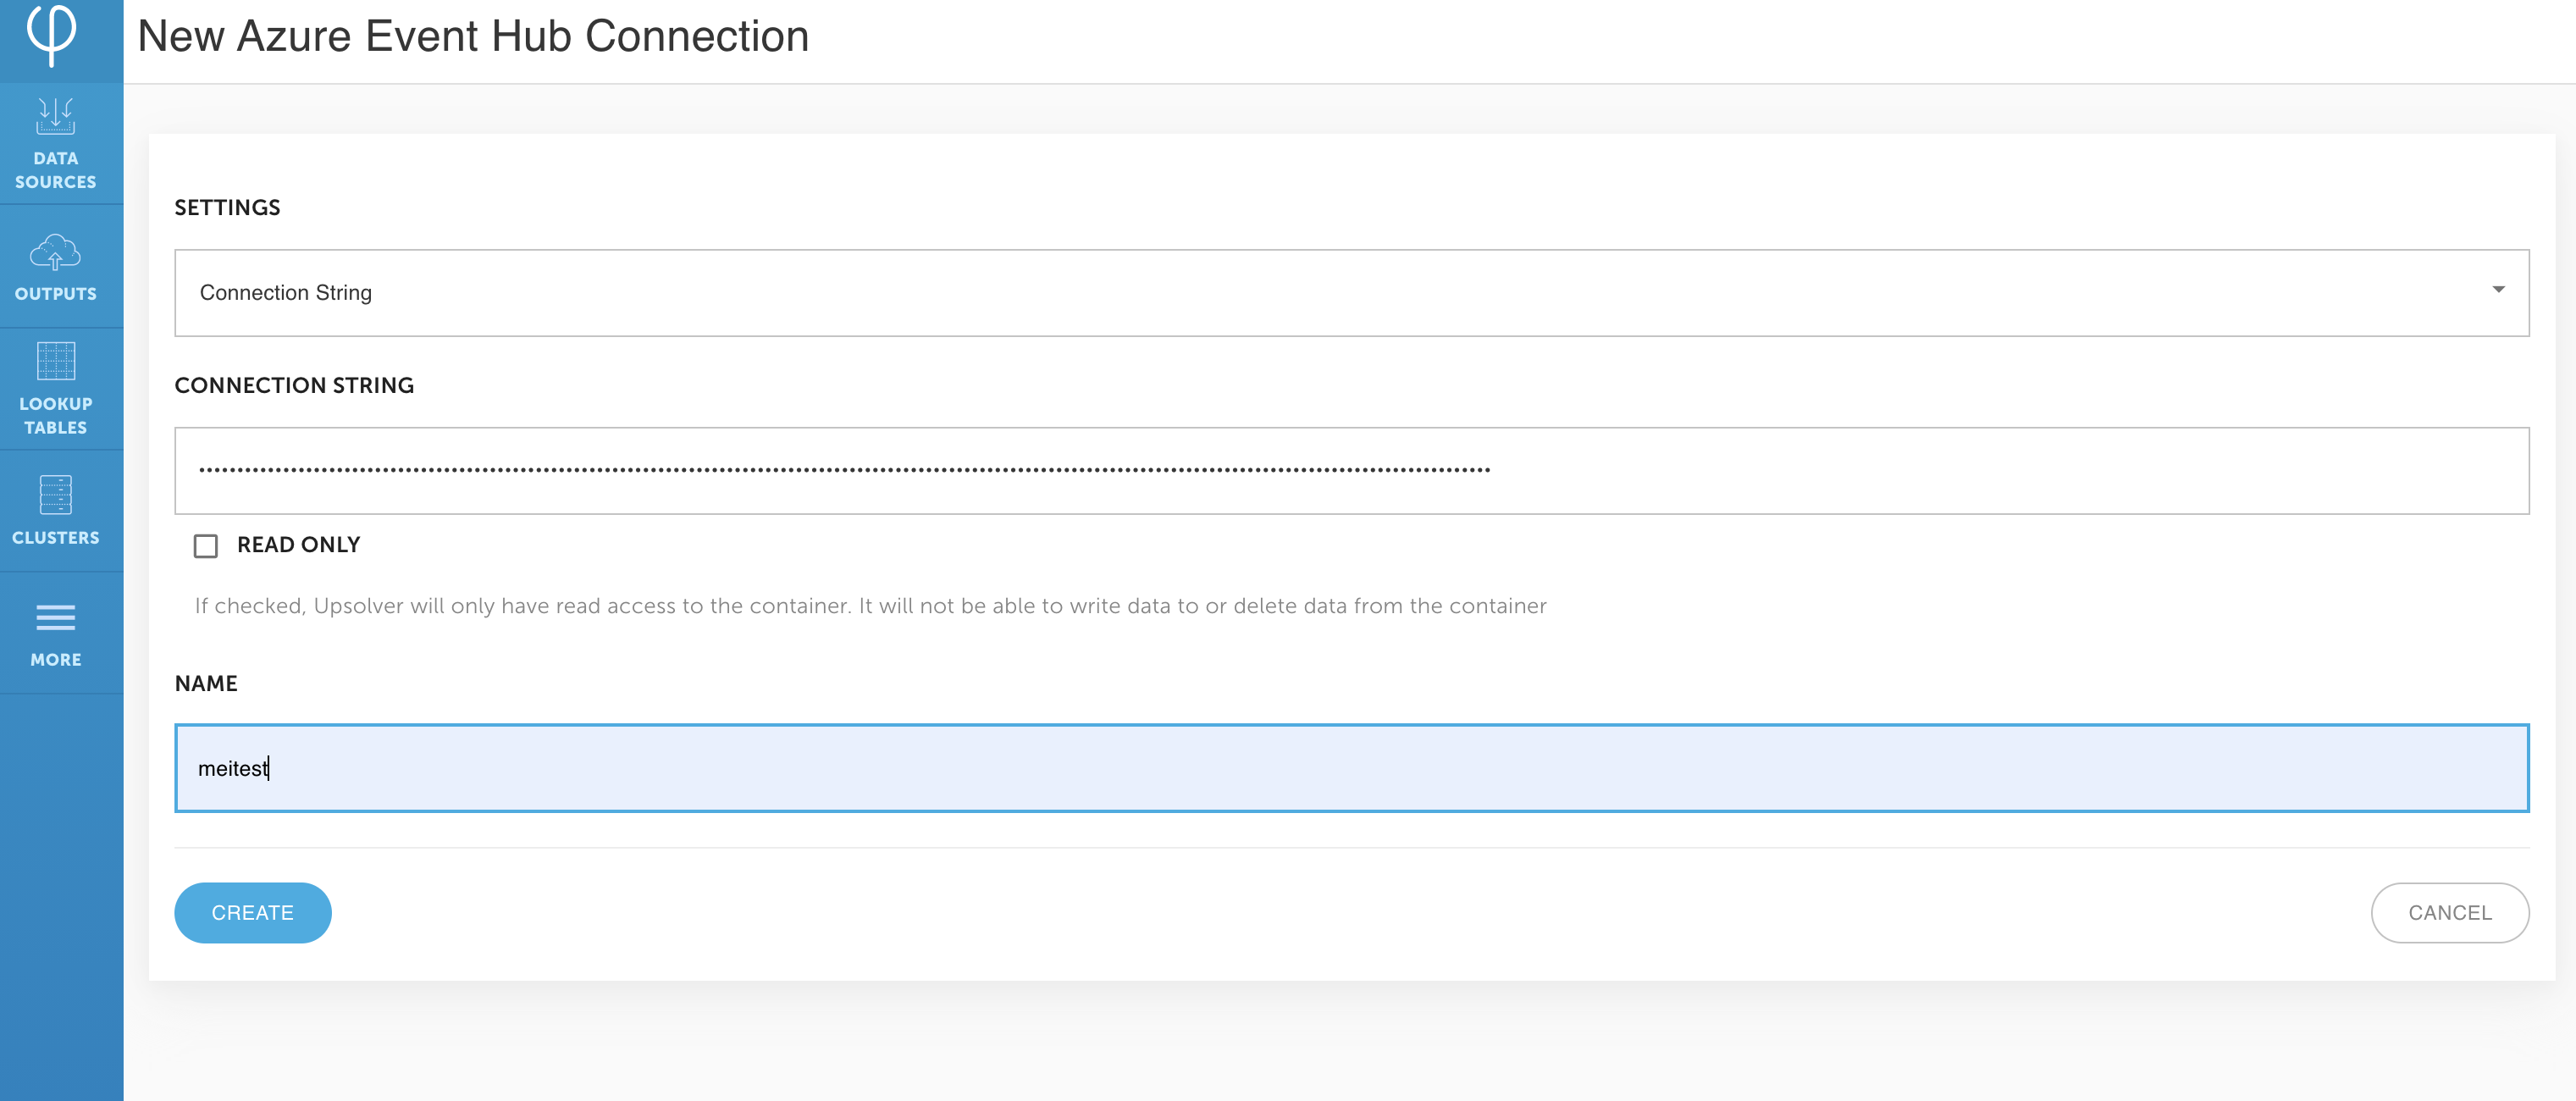 New Azure Event Hub Connection
DATA
SOURCES
OUTPUTS
LOOKUP
TABLES
CLUSTERS
MORE
SETTINGS
Connection String
CONNECTION STRING
READ ONLY
If checked, Upsolver will only have read access to the container. It will not be able to write data to or delete data from the container
NAME
meitest
CREATE
CANCEL